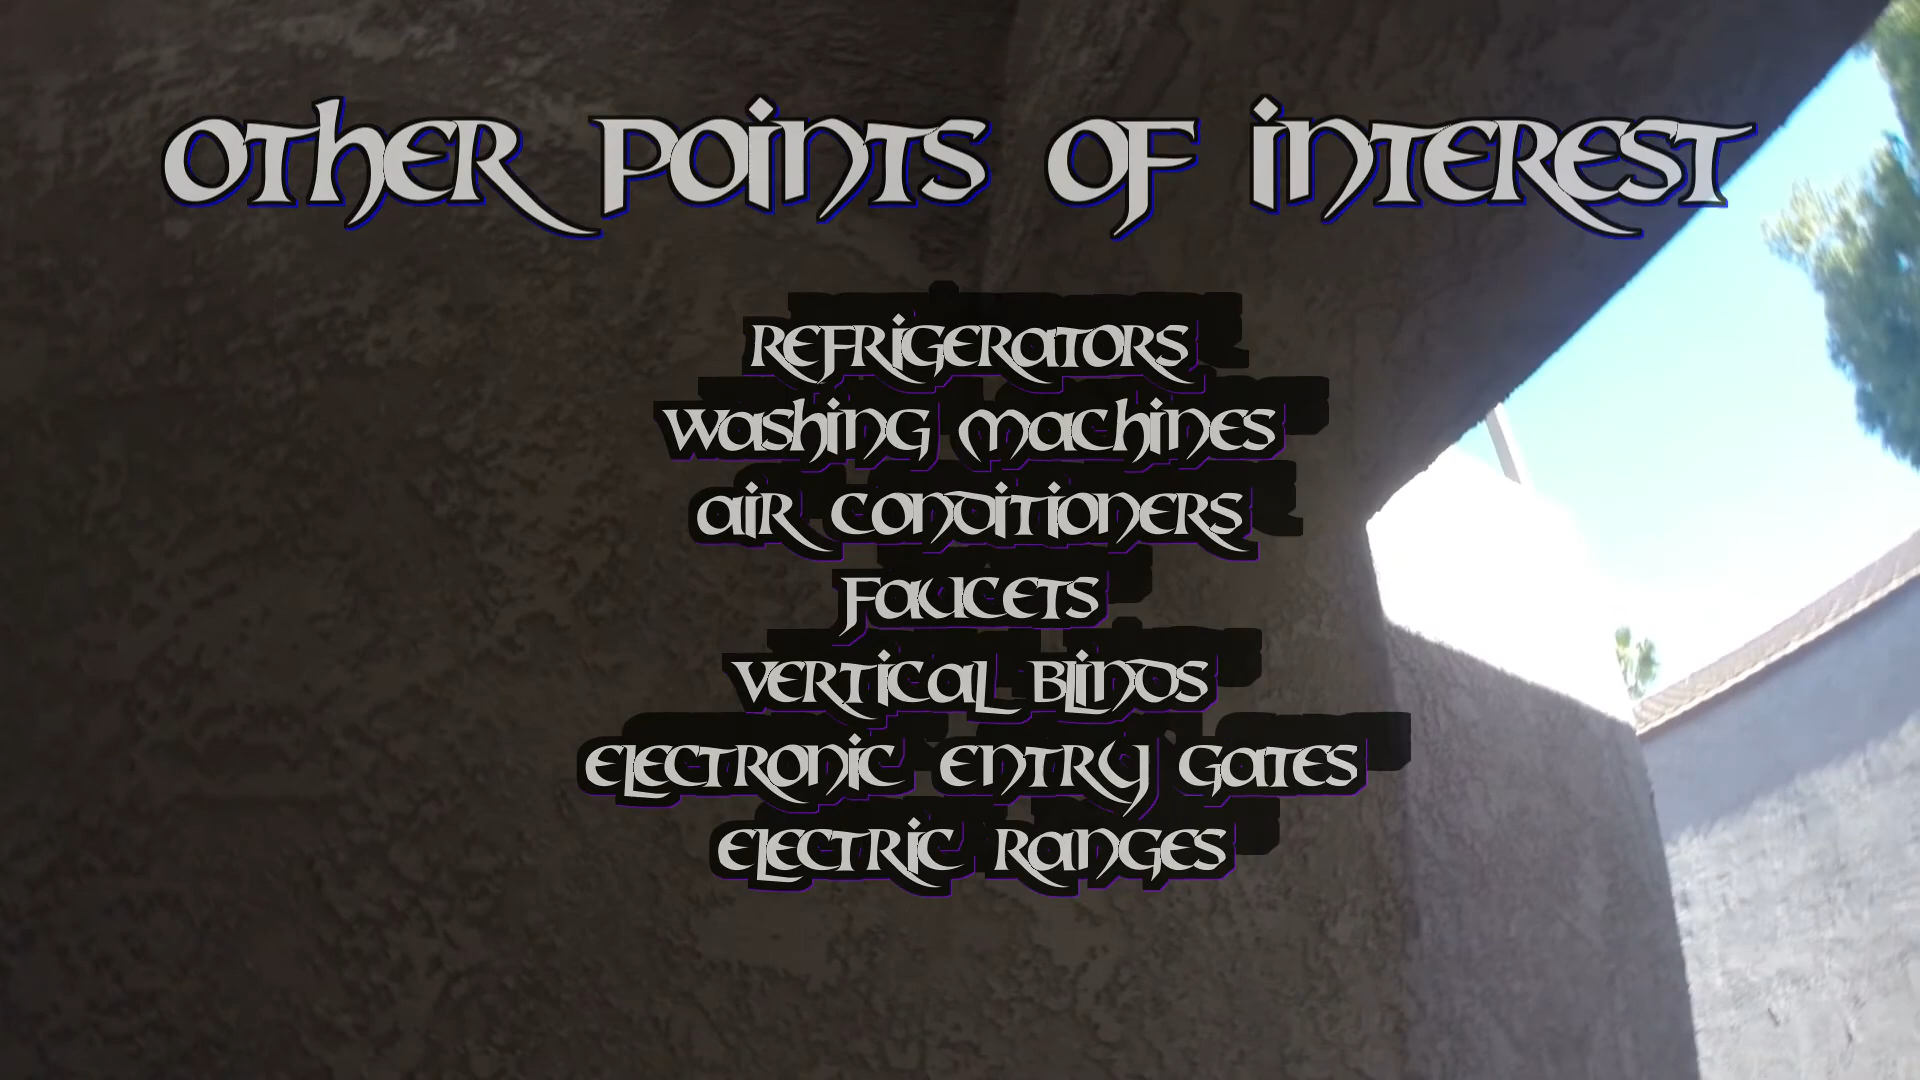 OTHER POINTS OF INTEREST
REFRIGERATORS
WASHING MACHINES
AIR CONDITIONERS
FAUCETS
VERTICAL BLINDS
ELECTRONIC ENTRY GATES
ELECTRIC RANGES